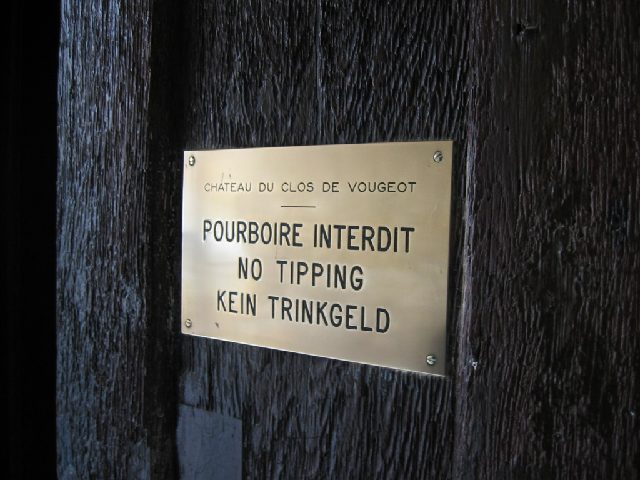 CHÂTEAU DU CLOS DE VOUGEOT
POURBOIRE INTERDIT
NO TIPPING
KEIN TRINKGELD